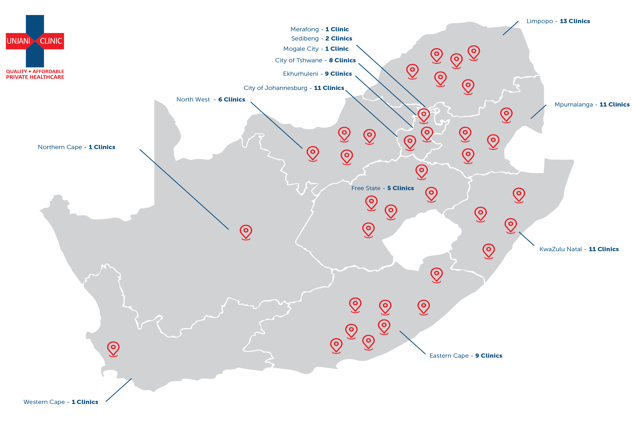 UNJANI CLINIC
QUALITY • AFFORDABLE
PRIVATE HEALTHCARE
Limpopo - 13 Clinics
Merafong - 1 Clinic
Sedibeng - 2 Clinics
Mogale City - 1 Clinic
City of Tshwane - 8 Clinics
Ekhurhuleni - 9 Clinics
City of Johannesburg - 11 Clinics
North West - 6 Clinics
Mpumalanga - 11 Clinics
Northern Cape - 1 Clinics
Free State - 5 Clinics
KwaZulu Natal - 11 Clinics
Eastern Cape - 9 Clinics
Western Cape - 1 Clinics